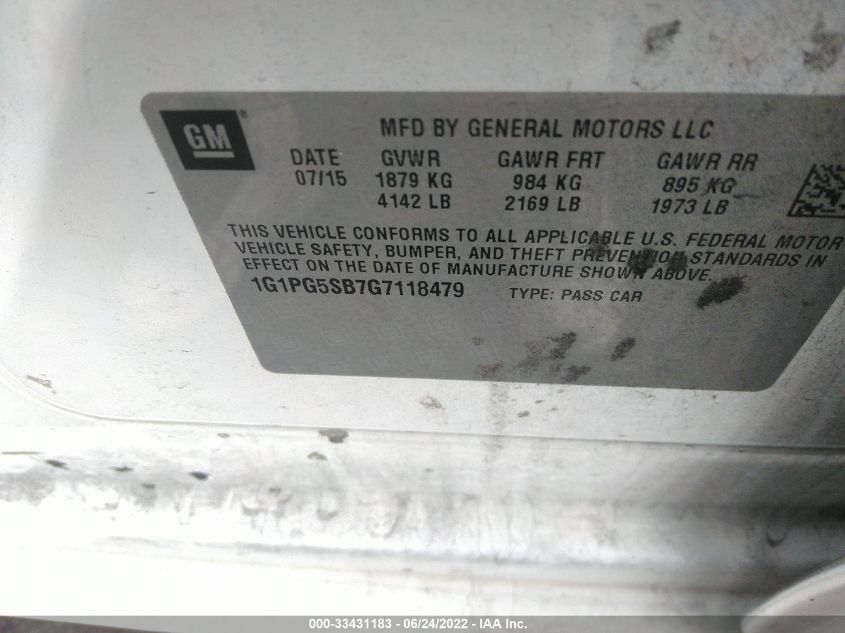 GM®
MFD BY GENERAL MOTORS LLC
DATE GVWR GAWR FRT GAWR RR
07/15 1879 KG 984 KG 895 KG
4142 LB 2169 LB 1973 LB
THIS VEHICLE CONFORMS TO ALL APPLICABLE U.S. FEDERAL MOTOR
VEHICLE SAFETY, BUMPER, AND THEFT PREVENTION STANDARDS IN
EFFECT ON THE DATE OF MANUFACTURE SHOWN ABOVE.
1G1PG5SB7G7118479 TYPE: PASS CAR
000-33431183 - 06/24/2022 - IAA Inc.